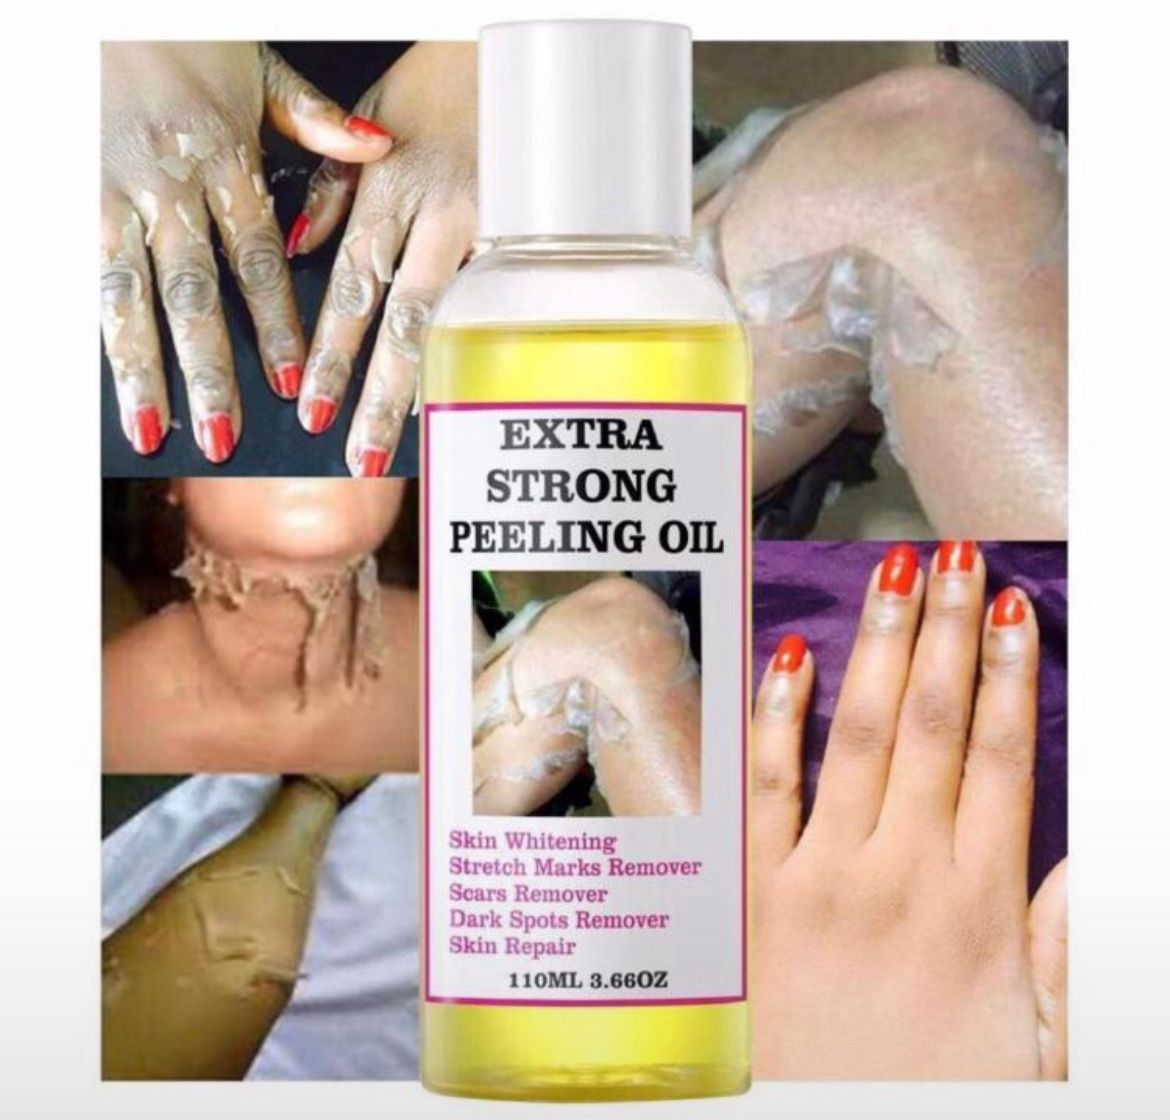 EXTRA
STRONG
PEELING OIL
Skin Whitening
Stretch Marks Remover
Scars Remover
Dark Spots Remover
Skin Repair
110ML 3.66OZ